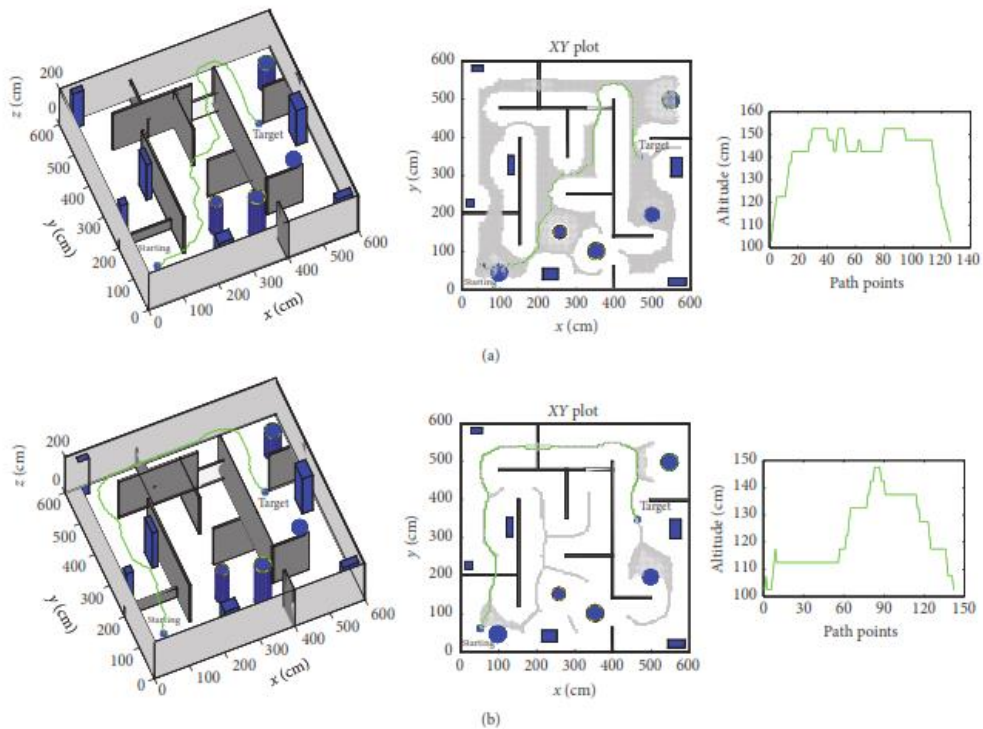 z (cm)
200
0
600
500
400
300
200
100
0
y (cm)
0
100
200
300
400
500
600
x (cm)
Starting
Target
XY plot
600
500
400
300
200
100
0
y (cm)
0 100 200 300 400 500 600
x (cm)
Starting
Target
160
150
140
130
120
110
100
Altitude (cm)
0 20 40 60 80 100 120 140
Path points
(a)
z (cm)
200
0
600
500
400
300
200
100
0
y (cm)
0
100
200
300
400
500
600
x (cm)
Starting
Target
XY plot
600
500
400
300
200
100
0
y (cm)
0 100 200 300 400 500 600
x (cm)
Starting
Target
150
140
130
120
110
100
Altitude (cm)
0 30 60 90 120 150
Path points
(b)